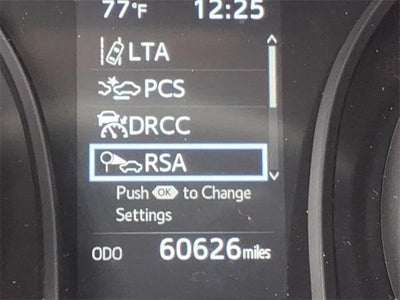 77°F 12:25
LTA
PCS
DRCC
RSA
Push OK to Change
Settings
ODO 60626 miles